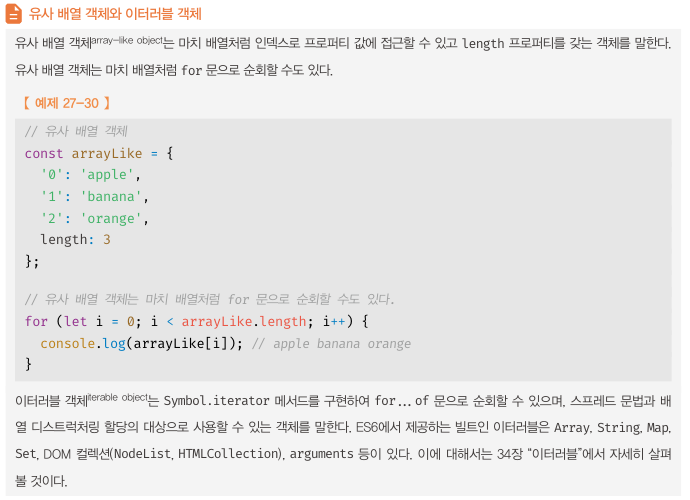 유사 배열 객체와 이터러블 객체
유사 배열 객체array-like object는 마치 배열처럼 인덱스로 프로퍼티 값에 접근할 수 있고 length 프로퍼티를 갖는 객체를 말한다.
유사 배열 객체는 마치 배열처럼 for 문으로 순회할 수도 있다.
【 예제 27-30 】
// 유사 배열 객체
const arrayLike = {
  '0': 'apple',
  '1': 'banana',
  '2': 'orange',
  length: 3
};
// 유사 배열 객체는 마치 배열처럼 for 문으로 순회할 수도 있다.
for (let i = 0; i < arrayLike.length; i++) {
  console.log(arrayLike[i]); // apple banana orange
}
이터러블 객체iterable object는 Symbol.iterator 메서드를 구현하여 for...of 문으로 순회할 수 있으며, 스프레드 문법과 배
열 디스트럭처링 할당의 대상으로 사용할 수 있는 객체를 말한다. ES6에서 제공하는 빌트인 이터러블은 Array, String, Map,
Set, DOM 컬렉션(NodeList, HTMLCollection), arguments 등이 있다. 이에 대해서는 34장 “이터러블”에서 자세히 살펴
볼 것이다.